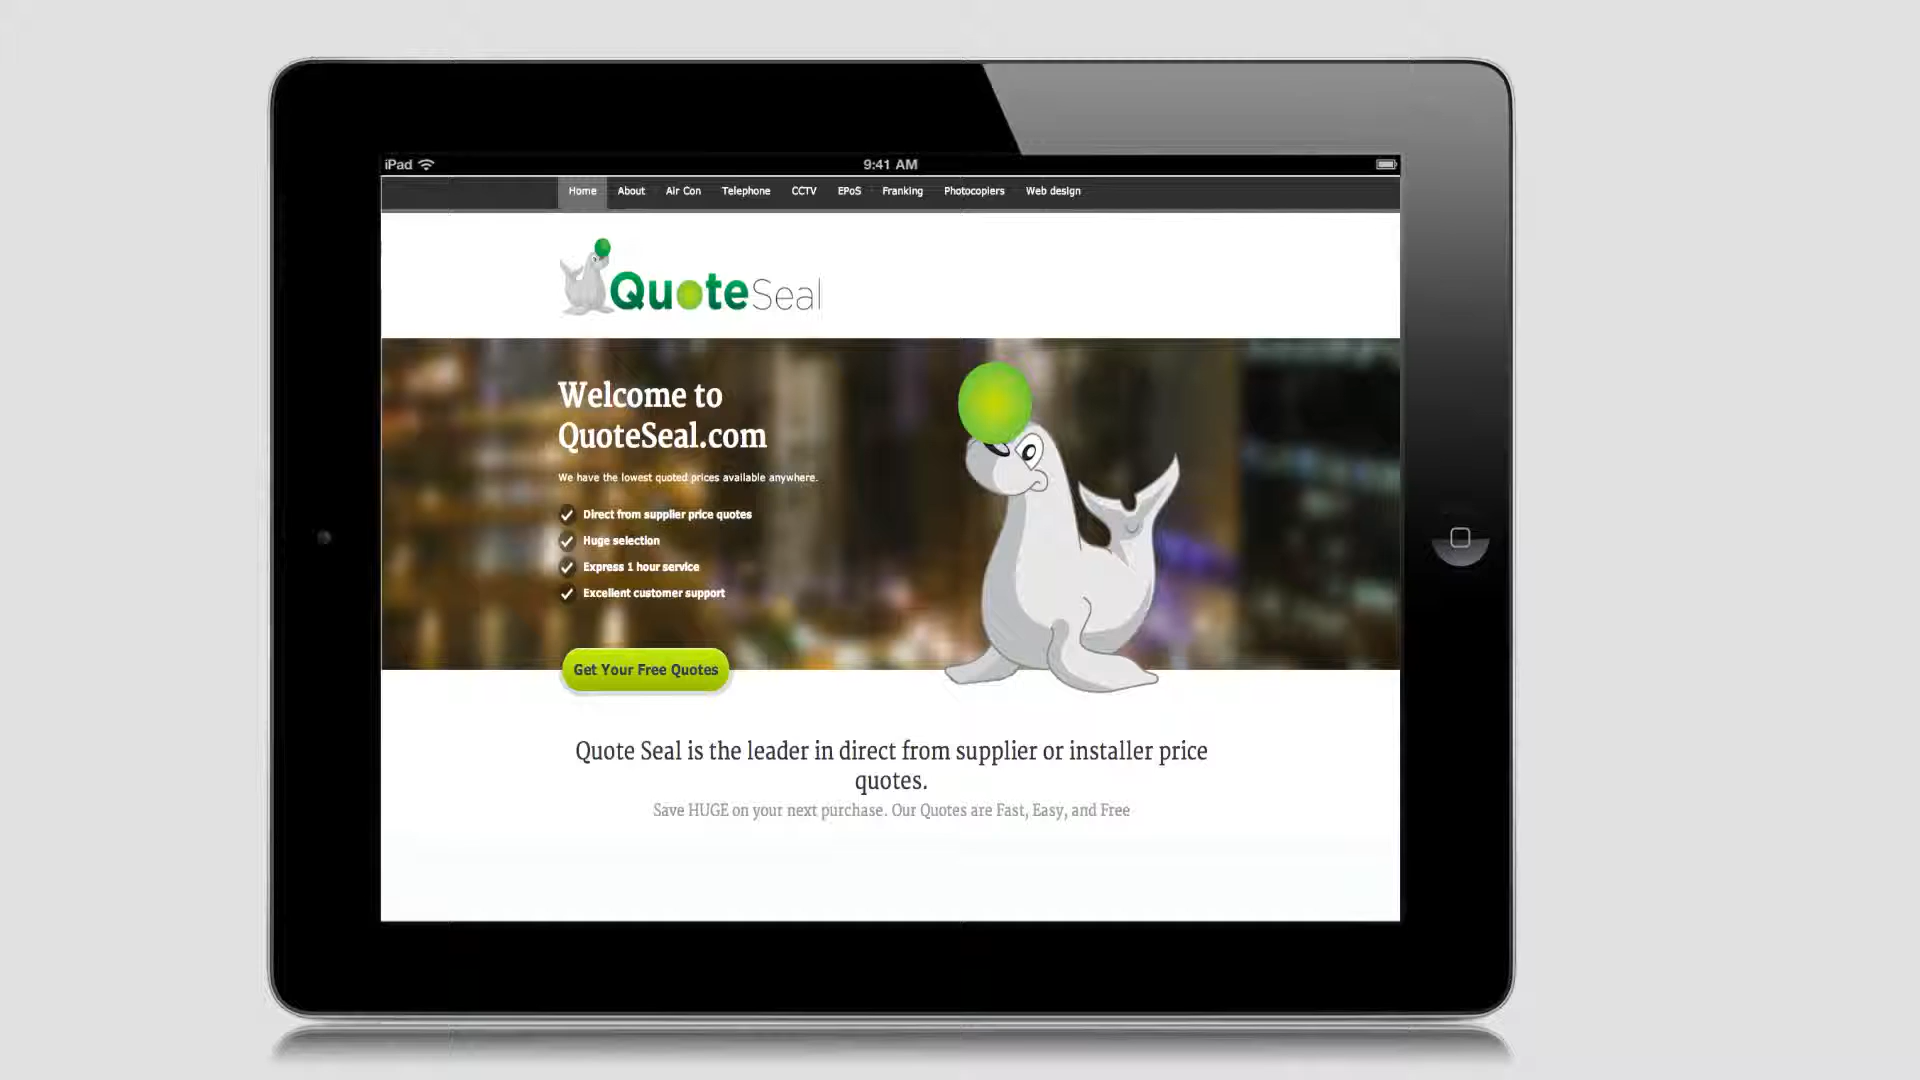 iPad
9:41 AM
Home About Air Con Telephone CCTV EPoS Franking Photocopiers Web design
QuoteSeal
Welcome to
QuoteSeal.com
We have the lowest quoted prices available anywhere.
Direct from supplier price quotes
Huge selection
Express 1 hour service
Excellent customer support
Get Your Free Quotes
Quote Seal is the leader in direct from supplier or installer price
quotes.
Save HUGE on your next purchase. Our Quotes are Fast, Easy, and Free